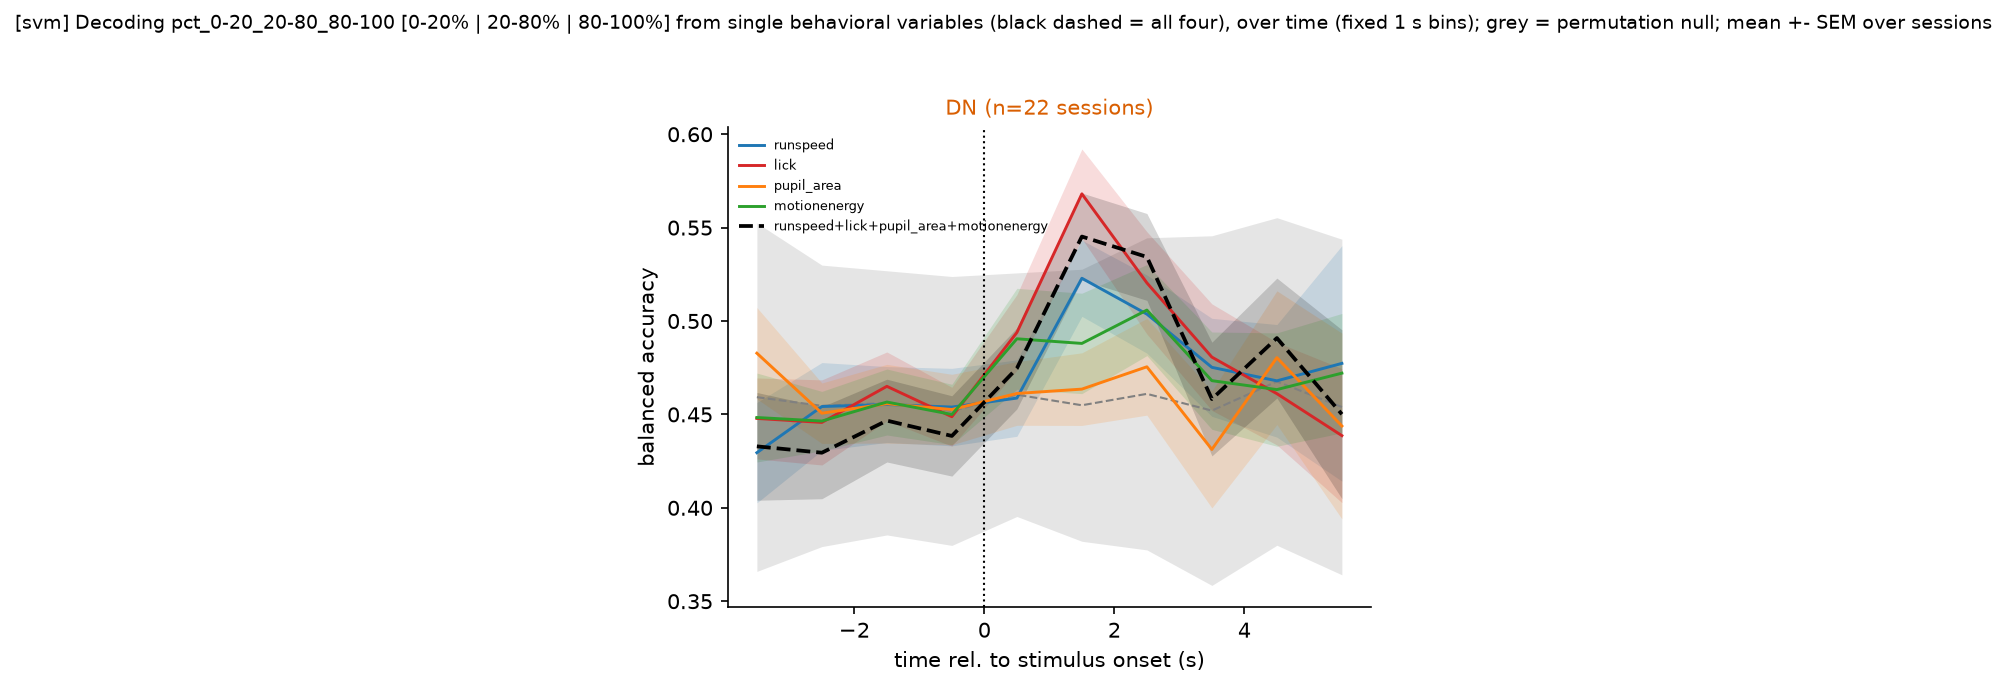 [svm] Decoding pct_0-20_20-80_80-100 [0-20% | 20-80% | 80-100%] from single behavioral variables (black dashed = all four), over time (fixed 1 s bins); grey = permutation null; mean +- SEM over sessions
DN (n=22 sessions)
runspeed
lick
pupil_area
motionenergy
runspeed+lick+pupil_area+motionenergy
balanced accuracy
0.60
0.55
0.50
0.45
0.40
0.35
−2
0
2
4
time rel. to stimulus onset (s)